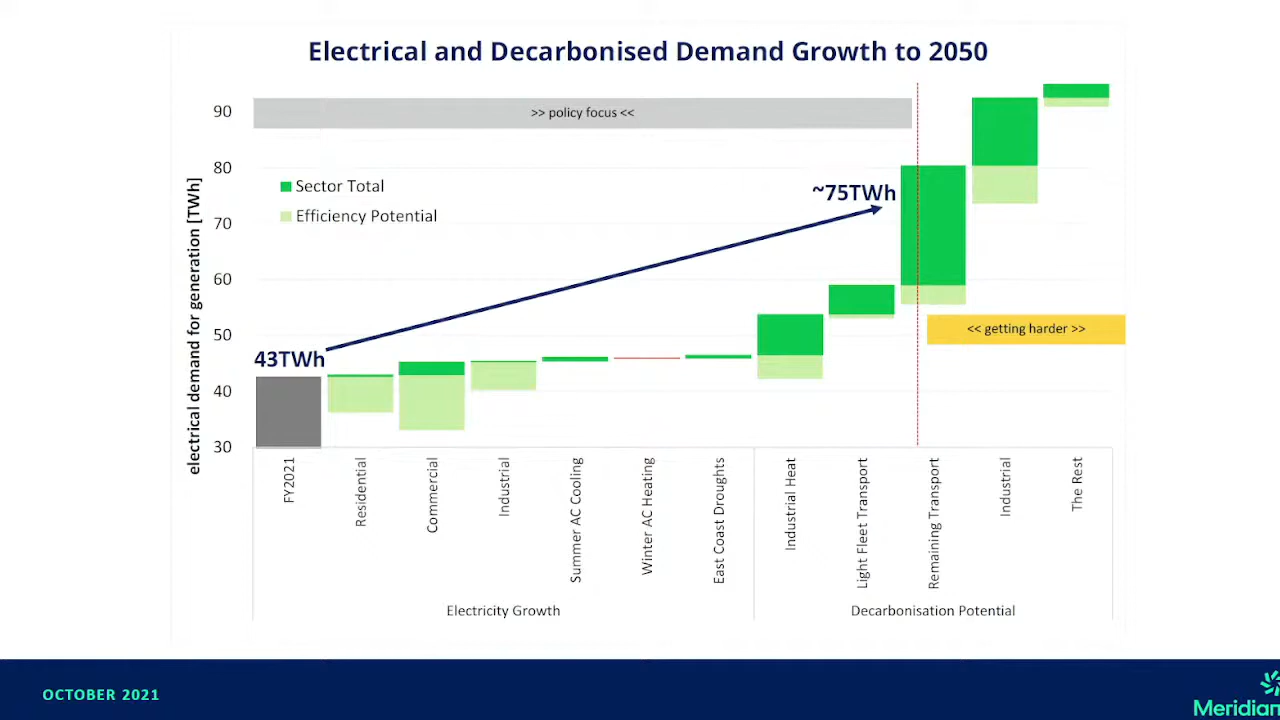 Electrical and Decarbonised Demand Growth to 2050
electrical demand for generation [TWh]
90
80
70
60
50
40
30
>> policy focus <<
Sector Total
Efficiency Potential
~75TWh
43TWh
<< getting harder >>
FY2021
Residential
Commercial
Industrial
Summer AC Cooling
Winter AC Heating
East Coast Droughts
Industrial Heat
Light Fleet Transport
Remaining Transport
Industrial
The Rest
Electricity Growth
Decarbonisation Potential
OCTOBER 2021
Meridian